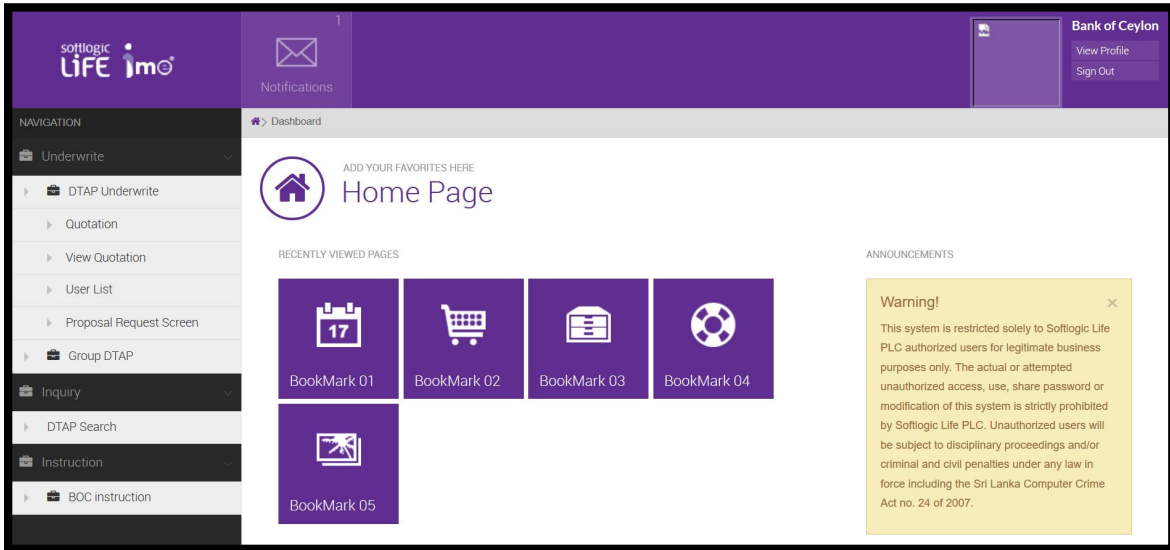 softlogic
LIFE imo
1
Notifications
Bank of Ceylon
View Profile
Sign Out
NAVIGATION
> Dashboard
Underwrite
DTAP Underwrite
Quotation
View Quotation
User List
Proposal Request Screen
Group DTAP
Inquiry
DTAP Search
Instruction
BOC instruction
ADD YOUR FAVORITES HERE
Home Page
RECENTLY VIEWED PAGES
17
BookMark 01
BookMark 02
BookMark 03
BookMark 04
BookMark 05
ANNOUNCEMENTS
Warning! ×
This system is restricted solely to Softlogic Life
PLC authorized users for legitimate business
purposes only. The actual or attempted
unauthorized access, use, share password or
modification of this system is strictly prohibited
by Softlogic Life PLC. Unauthorized users will
be subject to disciplinary proceedings and/or
criminal and civil penalties under any law in
force including the Sri Lanka Computer Crime
Act no. 24 of 2007.